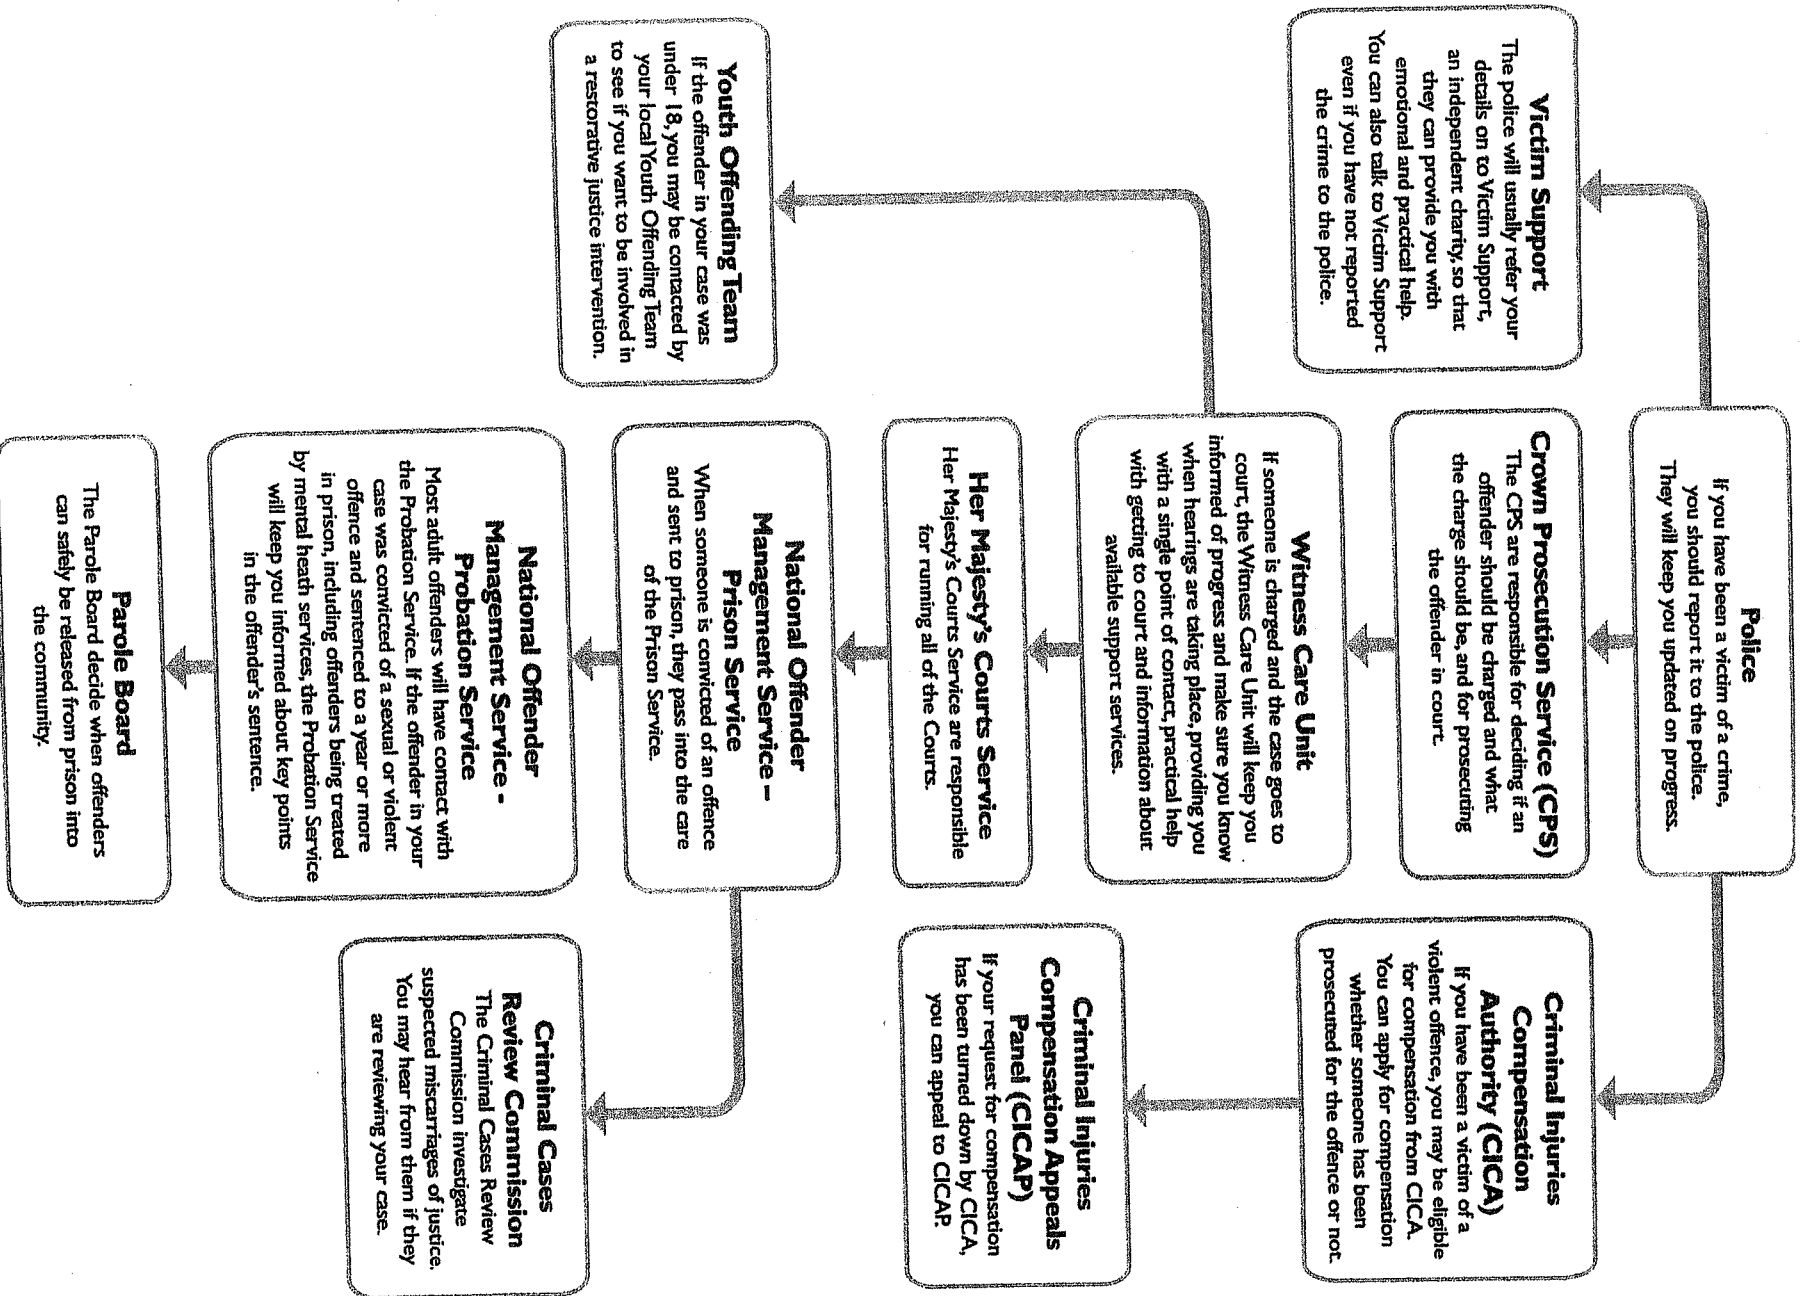 Police
If you have been a victim of a crime,
you should report it to the police.
They will keep you updated on progress.
Victim Support
The police will usually refer your
details on to Victim Support,
an independent charity, so that
they can provide you with
emotional and practical help.
You can also talk to Victim Support
even if you have not reported
the crime to the police.
Crown Prosecution Service (CPS)
The CPS are responsible for deciding if an
offender should be charged and what
the charge should be, and for prosecuting
the offender in court.
Criminal Injuries
Compensation
Authority (CICA)
If you have been a victim of a
violent offence, you may be eligible
for compensation from CICA.
You can apply for compensation
whether someone has been
prosecuted for the offence or not.
Witness Care Unit
If someone is charged and the case goes to
court, the Witness Care Unit will keep you
informed of progress and make sure you know
when hearings are taking place, providing you
with a single point of contact, practical help
with getting to court and information about
available support services.
Criminal Injuries
Compensation Appeals
Panel (CICAP)
If your request for compensation
has been turned down by CICA,
you can appeal to CICAP.
Her Majesty's Courts Service
Her Majesty's Courts Service are responsible
for running all of the Courts.
Youth Offending Team
If the offender in your case was
under 18, you may be contacted by
your local Youth Offending Team
to see if you want to be involved in
a restorative justice intervention.
National Offender
Management Service –
Prison Service
When someone is convicted of an offence
and sent to prison, they pass into the care
of the Prison Service.
National Offender
Management Service -
Probation Service
Most adult offenders will have contact with
the Probation Service. If the offender in your
case was convicted of a sexual or violent
offence and sentenced to a year or more
in prison, including offenders being treated
by mental heath services, the Probation Service
will keep you informed about key points
in the offender's sentence.
Criminal Cases
Review Commission
The Criminal Cases Review
Commission investigate
suspected miscarriages of justice.
You may hear from them if they
are reviewing your case.
Parole Board
The Parole Board decide when offenders
can safely be released from prison into
the community.